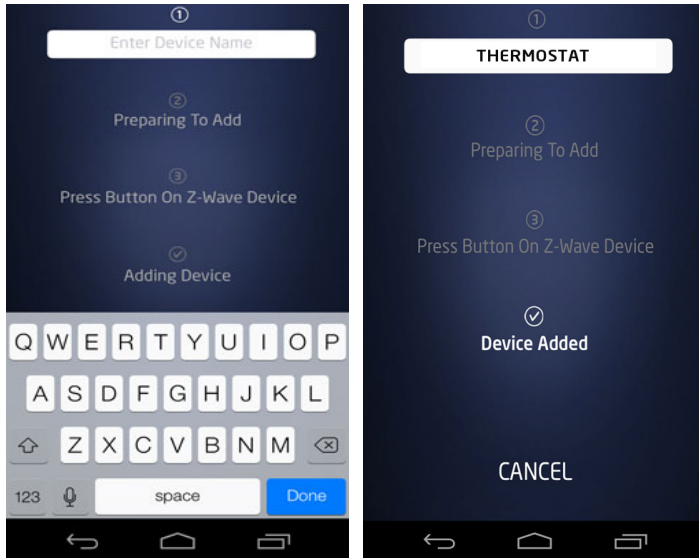 ①
Enter Device Name
②
Preparing To Add
③
Press Button On Z-Wave Device
Adding Device
Q W E R T Y U I O P
A S D F G H J K L
Z X C V B N M
123 space Done
①
THERMOSTAT
②
Preparing To Add
③
Press Button On Z-Wave Device
Device Added
CANCEL